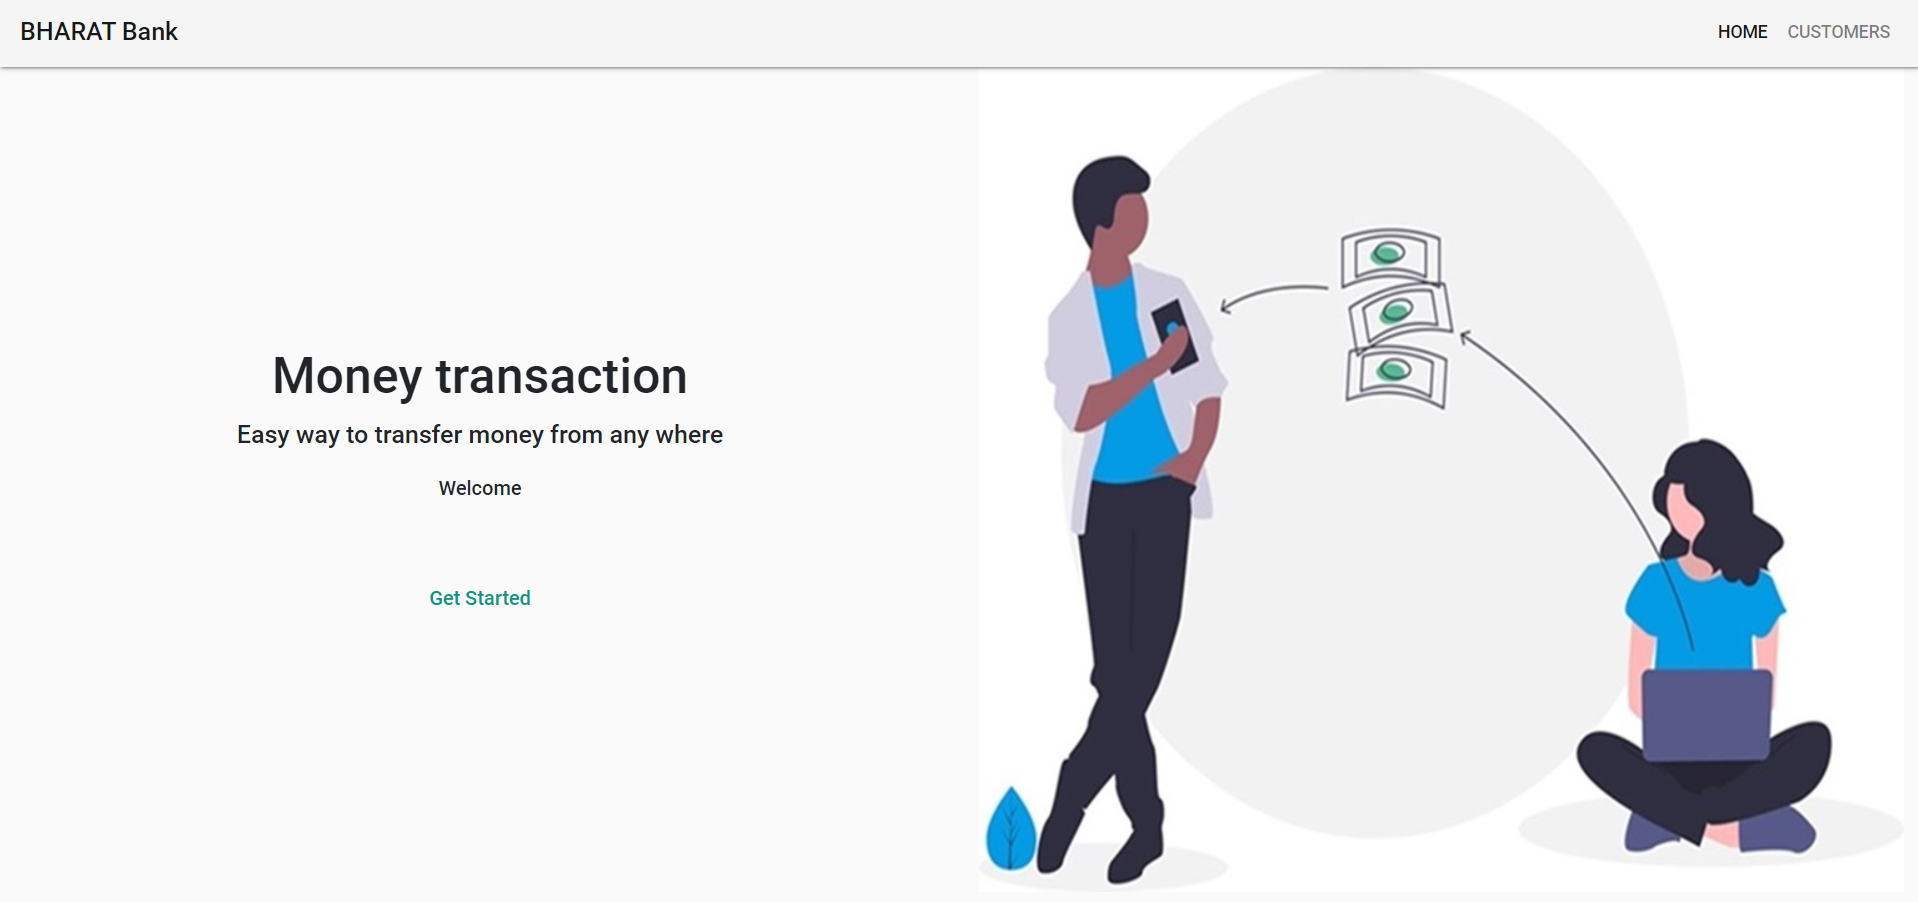 BHARAT Bank
HOME CUSTOMERS
Money transaction
Easy way to transfer money from any where
Welcome
Get Started